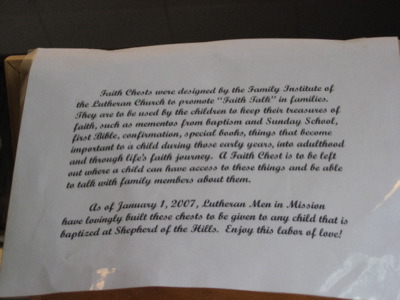 Faith Chests were designed by the Family Institute of
the Lutheran Church to promote "Faith Talk" in families.
They are to be used by the children to keep their treasures of
faith, such as mementos from baptism and Sunday School,
first Bible, confirmation, special books, things that become
important to a child during those early years, into adulthood
and through life's faith journey. A Faith Chest is to be left
out where a child can have access to these things and be able
to talk with family members about them.
As of January 1, 2007, Lutheran Men in Mission
have lovingly built these chests to be given to any child that is
baptized at Shepherd of the Hills. Enjoy this labor of love!